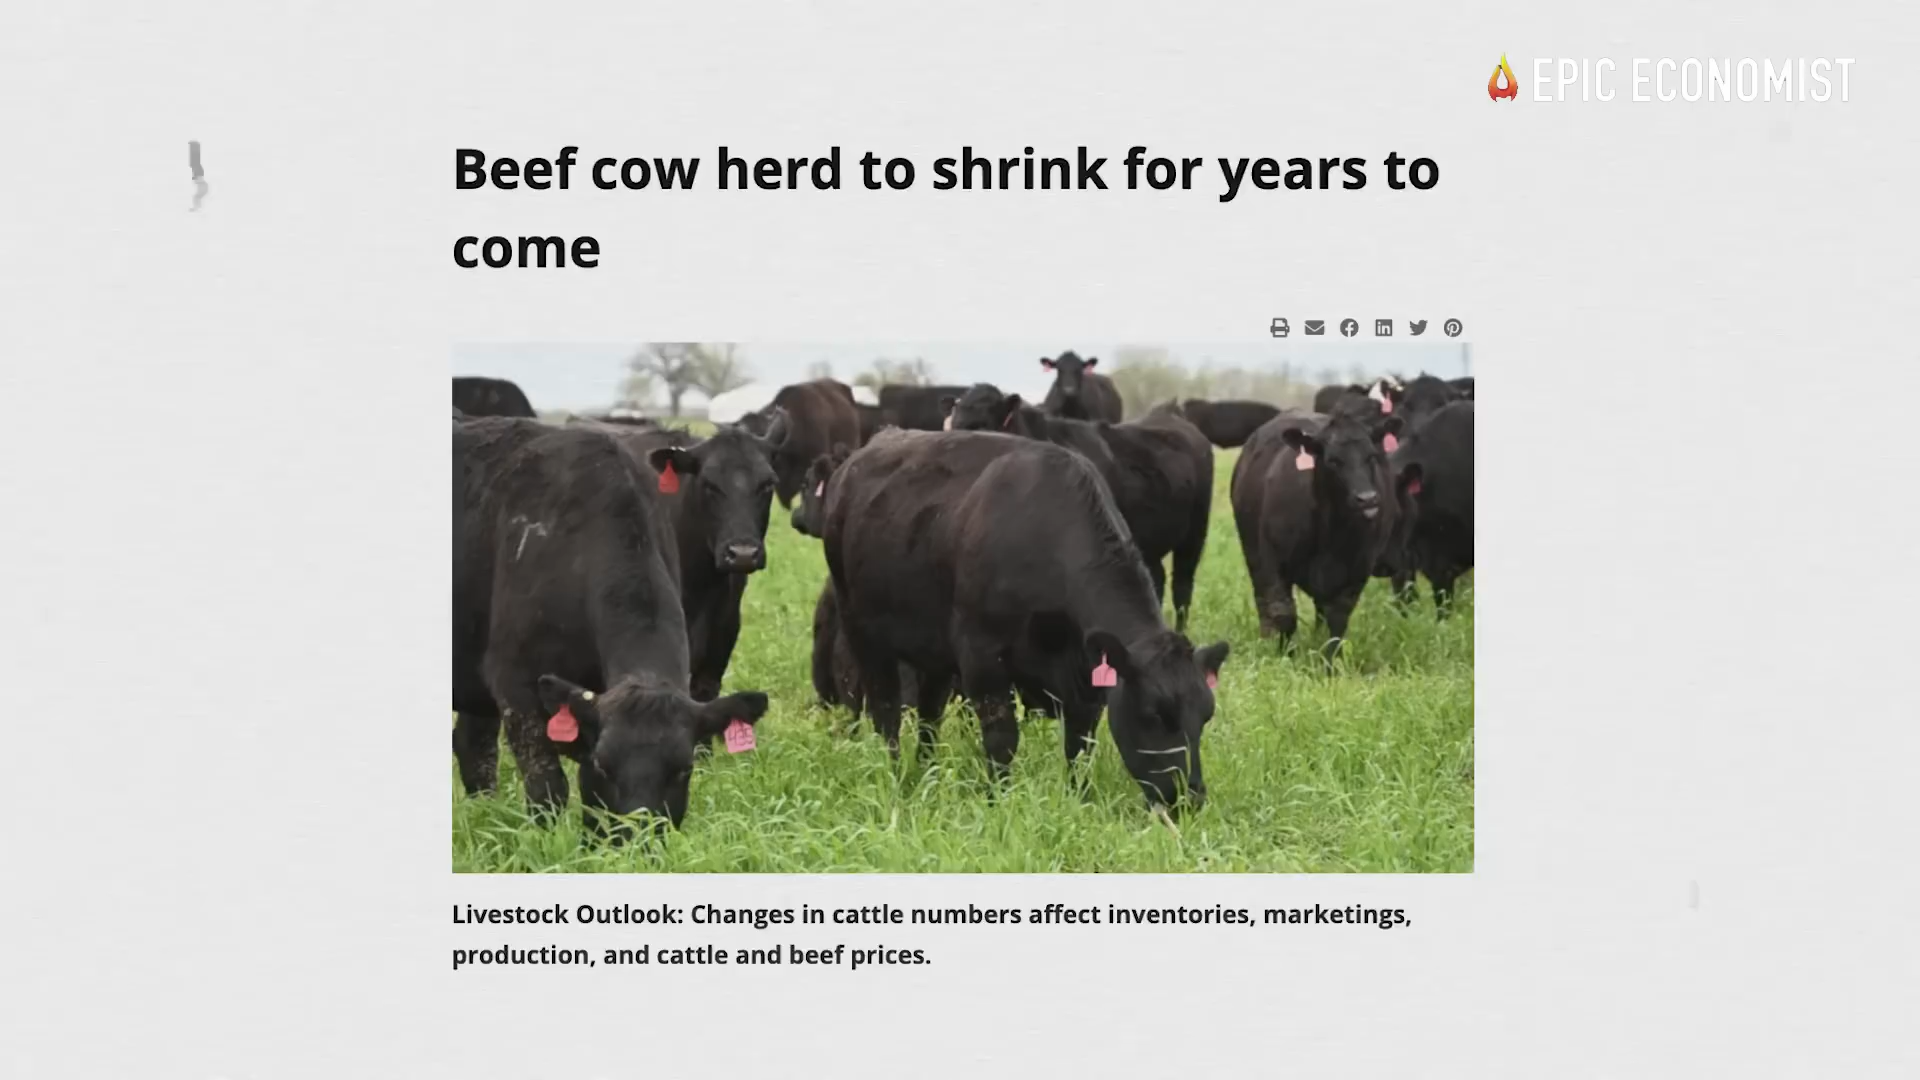 EPIC ECONOMIST
Beef cow herd to shrink for years to
come
435
Livestock Outlook: Changes in cattle numbers affect inventories, marketings,
production, and cattle and beef prices.